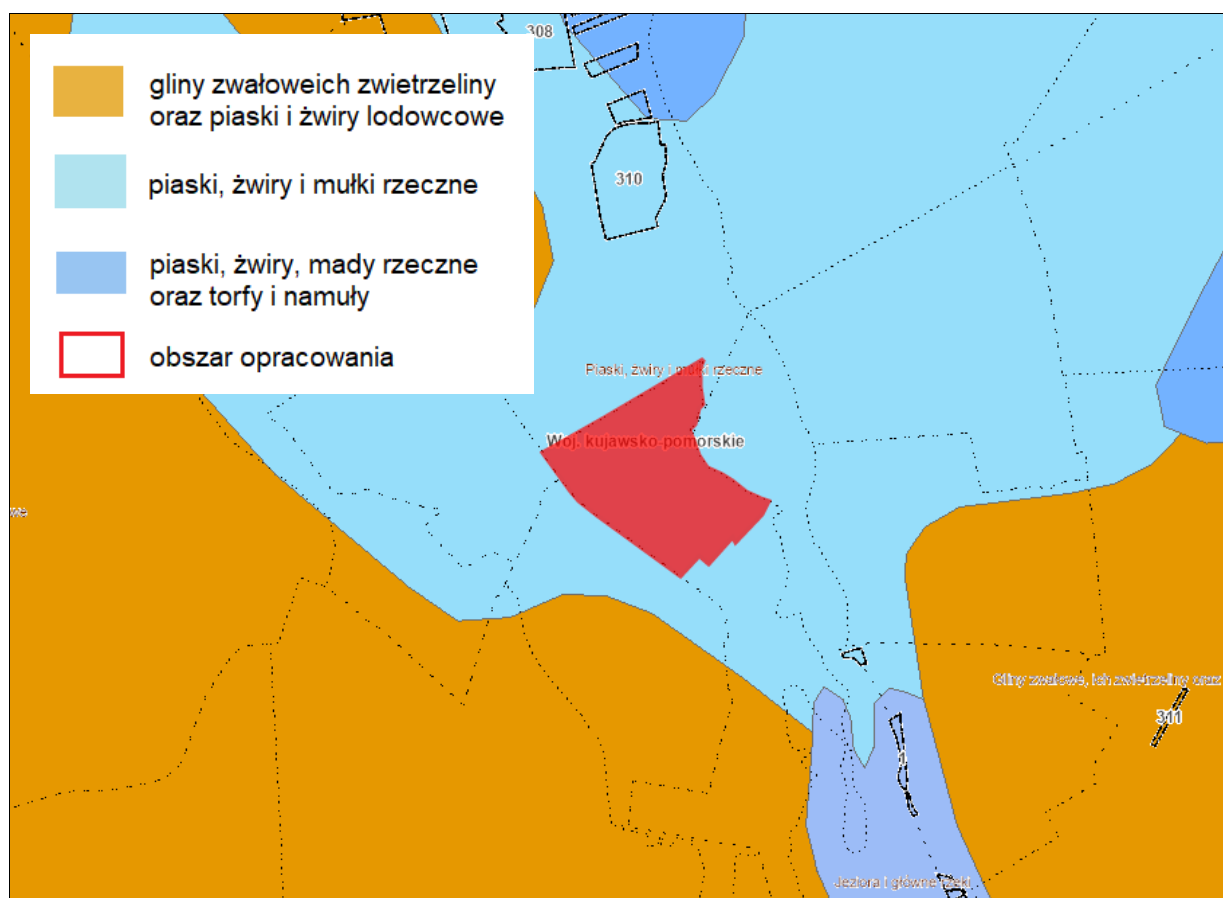 308
gliny zwałoweich zwietrzeliny
oraz piaski i żwiry lodowcowe
piaski, żwiry i mułki rzeczne
310
piaski, żwiry, mady rzeczne
oraz torfy i namuły
obszar opracowania
Piaski, żwiry i mułki rzeczne
Woj. kujawsko-pomorskie
we
Gliny zwałowe, ich zwietrzeliny oraz
311
1
Jeziora i główne rzeki